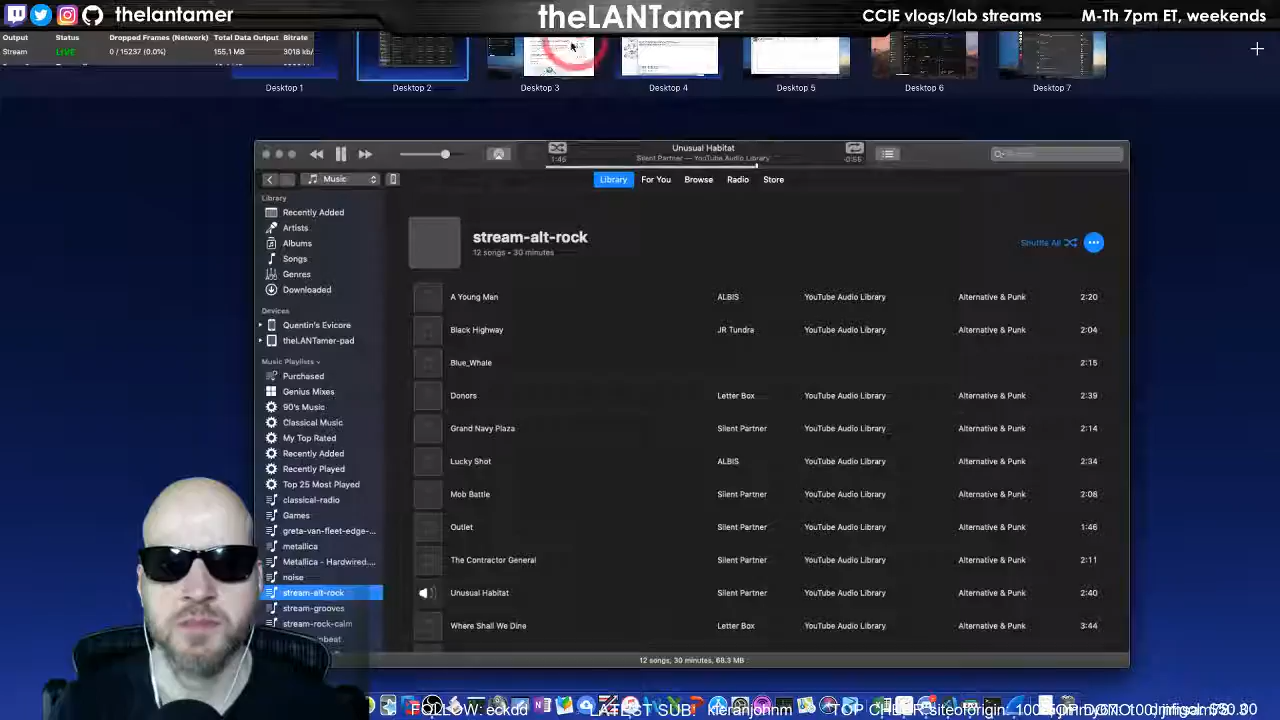 thelantamer
theLANTamer
CCIE vlogs/lab streams
M-Th 7pm ET, weekends
Output Status Dropped Frames (Network) Total Data Output Bitrate
Stream LIVE 0 / 15237 (0.0%) 155.1 MB 3018 kb/
Desktop 1
Desktop 2
Desktop 3
Desktop 4
Desktop 5
Desktop 6
Desktop 7
Unusual Habitat
1:45 Silent Partner — YouTube Audio Library -0:55
Music
Library For You Browse Radio Store
Library
Recently Added
Artists
Albums
Songs
Genres
Downloaded
Devices
Quentin's Evicore
theLANTamer-pad
Music Playlists
Purchased
Genius Mixes
90's Music
Classical Music
My Top Rated
Recently Added
Recently Played
Top 25 Most Played
classical-radio
Games
greta-van-fleet-edge-...
metallica
Metallica - Hardwired...
noise
stream-alt-rock
stream-grooves
stream-rock-calm
stream-alt-rock
12 songs • 30 minutes
Shuffle All
A Young Man ALBIS YouTube Audio Library Alternative & Punk 2:20
Black Highway JR Tundra YouTube Audio Library Alternative & Punk 2:04
Blue_Whale 2:15
Donors Letter Box YouTube Audio Library Alternative & Punk 2:39
Grand Navy Plaza Silent Partner YouTube Audio Library Alternative & Punk 2:14
Lucky Shot ALBIS YouTube Audio Library Alternative & Punk 2:34
Mob Battle Silent Partner YouTube Audio Library Alternative & Punk 2:08
Outlet Silent Partner YouTube Audio Library Alternative & Punk 1:46
The Contractor General Silent Partner YouTube Audio Library Alternative & Punk 2:11
Unusual Habitat Silent Partner YouTube Audio Library Alternative & Punk 2:40
Where Shall We Dine Letter Box YouTube Audio Library Alternative & Punk 3:44
12 songs, 30 minutes, 68.3 MB
eckod
LATEST SUB: kieranjohnm